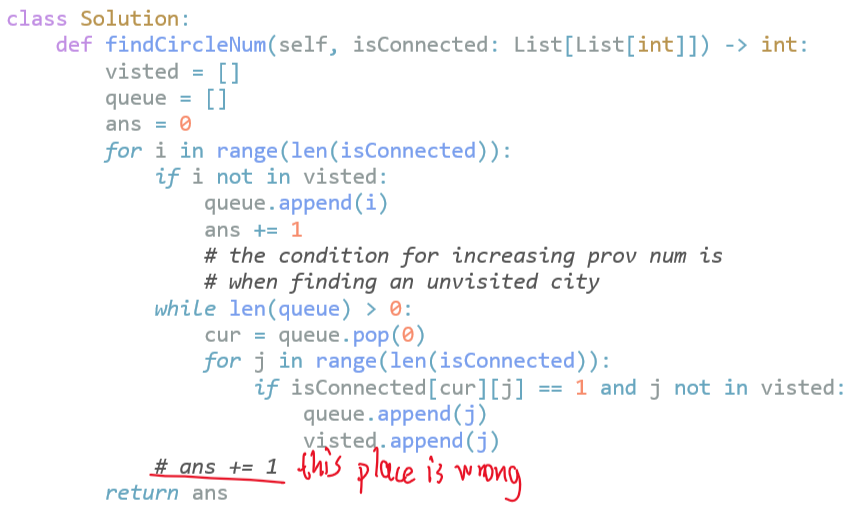 class Solution:
def findCircleNum(self, isConnected: List[List[int]]) -> int:
visted = []
queue = []
ans = 0
for i in range(len(isConnected)):
if i not in visted:
queue.append(i)
ans += 1
# the condition for increasing prov num is
# when finding an unvisited city
while len(queue) > 0:
cur = queue.pop(0)
for j in range(len(isConnected)):
if isConnected[cur][j] == 1 and j not in visted:
queue.append(j)
visted.append(j)
# ans += 1 this place is wrong
return ans